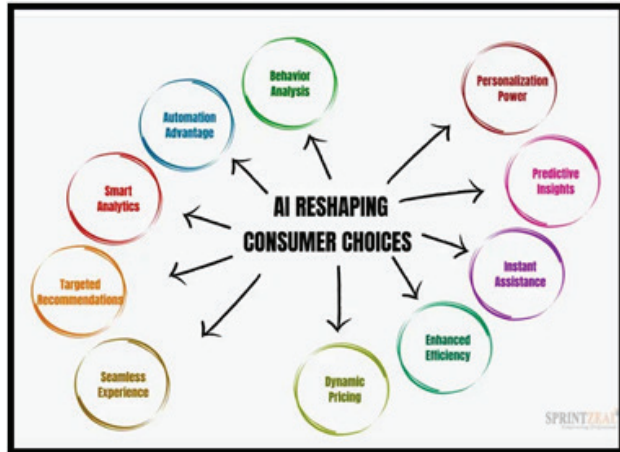 Behavior
Analysis
Personalization
Power
Automation
Advantage
Predictive
Insights
Smart
Analytics
AI RESHAPING
CONSUMER CHOICES
Instant
Assistance
Targeted
Recommendations
Enhanced
Efficiency
Seamless
Experience
Dynamic
Pricing
SPRINTZEAL